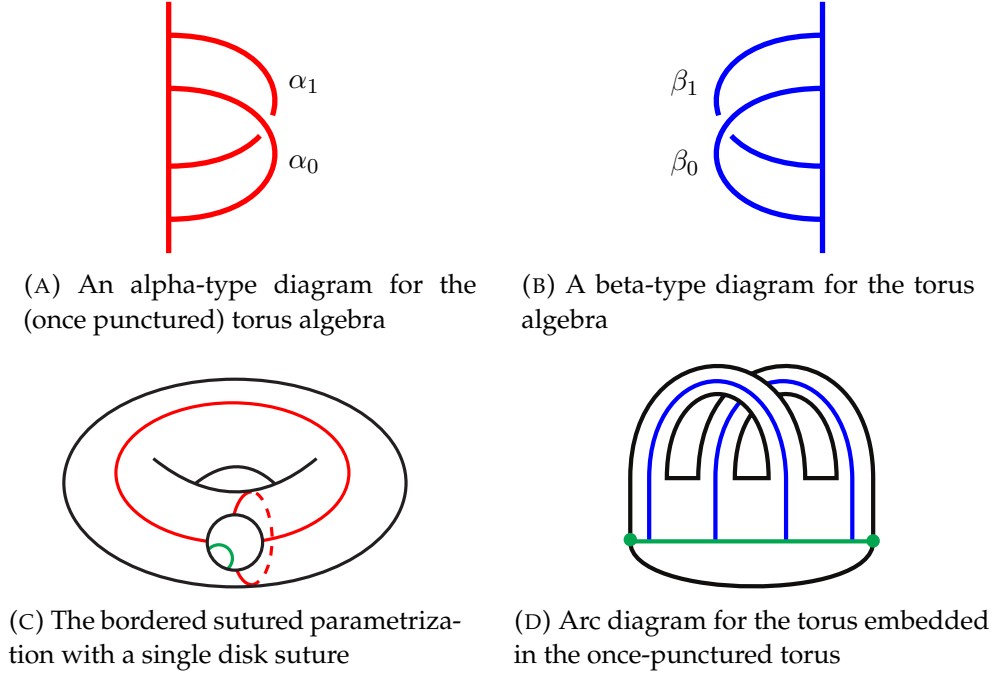 α₁
α₀
β₁
β₀
(A) An alpha-type diagram for the
(once punctured) torus algebra
(B) A beta-type diagram for the torus
algebra
(C) The bordered sutured parametriza-
tion with a single disk suture
(D) Arc diagram for the torus embedded
in the once-punctured torus